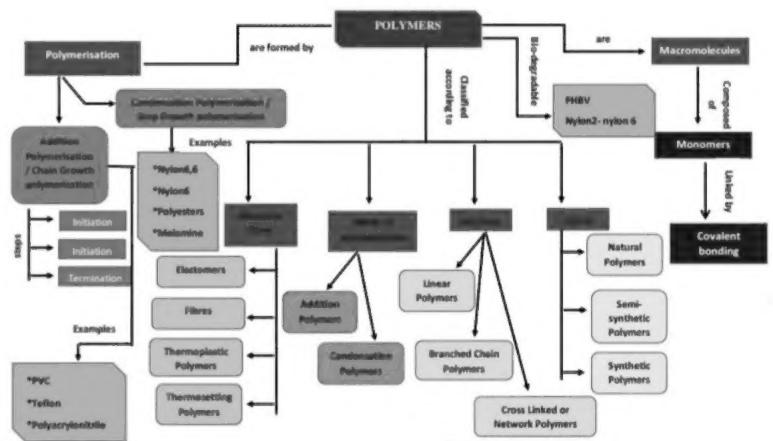 POLYMERS
Polymerisation
are formed by
are
Macromolecules
Classified
according to
Bio-degradable
Composed
of
Condensation Polymerisation /
Step Growth polymerisation
PHBV
Nylon2- nylon 6
Monomers
Addition
Polymerisation
/ Chain Growth
polymerisation
Examples
*Nylon6,6
*Nylon6
*Polyesters
*Melamine
Linked by
Covalent
bonding
steps
Initiation
Initiation
Termination
Natural
Polymers
Elastomers
Linear
Polymers
Addition
Polymers
Semi-
synthetic
Polymers
Fibres
Examples
Thermoplastic
Polymers
Condensation
Polymers
Branched Chain
Polymers
Synthetic
Polymers
*PVC
*Teflon
*Polyacrylonitrile
Thermosetting
Polymers
Cross Linked or
Network Polymers